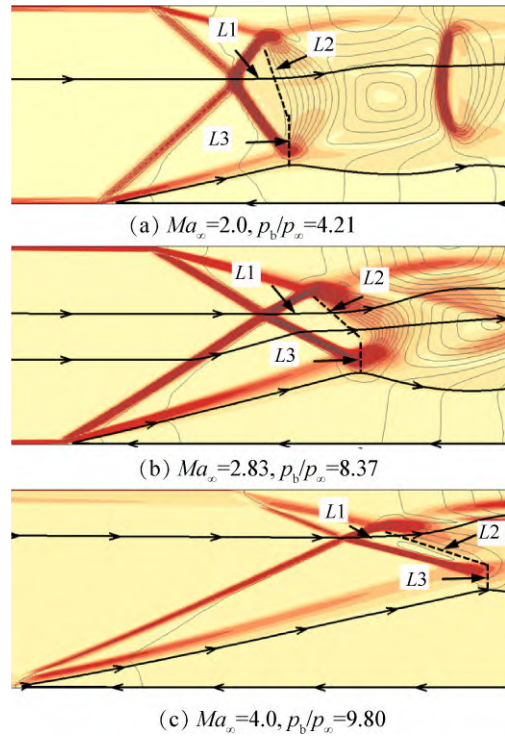 L1
L2
L3
(a) Ma∞=2.0, pb/p∞=4.21
L1
L2
L3
(b) Ma∞=2.83, pb/p∞=8.37
L1
L2
L3
(c) Ma∞=4.0, pb/p∞=9.80